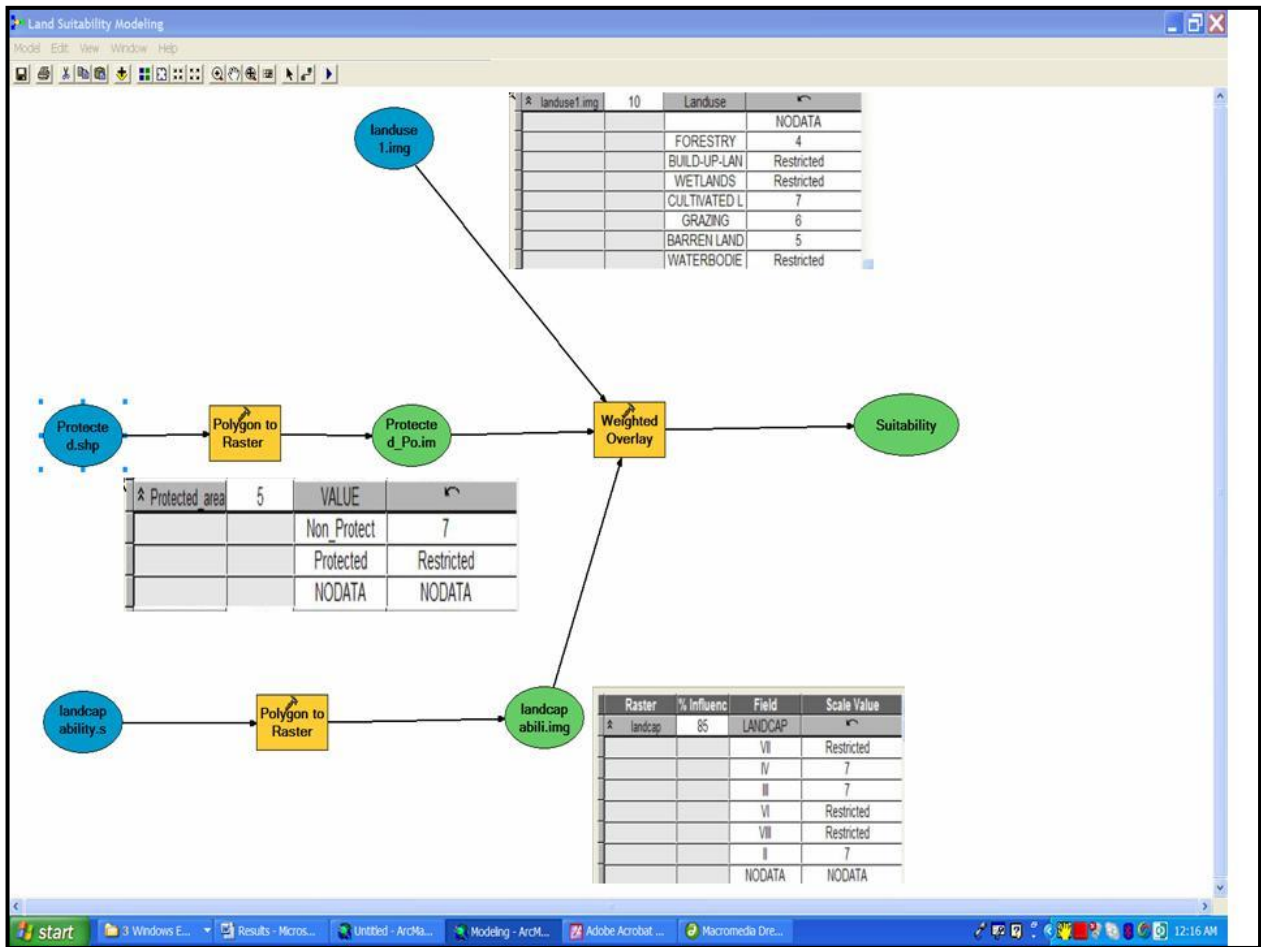 Land Suitability Modeling
Model Edit View Window Help
landuse1.img 10 Landuse
NODATA
FORESTRY 4
BUILD-UP-LAN Restricted
WETLANDS Restricted
CULTIVATED L 7
GRAZING 6
BARREN LAND 5
WATERBODIE Restricted
landuse
1.img
Protecte
d.shp
Polygon to
Raster
Protecte
d_Po.im
Weighted
Overlay
Suitability
Protected_area 5 VALUE
Non_Protect 7
Protected Restricted
NODATA NODATA
landcap
ability.s
Polygon to
Raster
landcap
abili.img
Raster % Influenc Field Scale Value
landcap 85 LANDCAP
VII Restricted
IV 7
III 7
VI Restricted
VIII Restricted
II 7
NODATA NODATA
start 3 Windows E... Results - Micros... Untitled - ArcMa... Modeling - ArcM... Adobe Acrobat ... Macromedia Dre... 12:16 AM